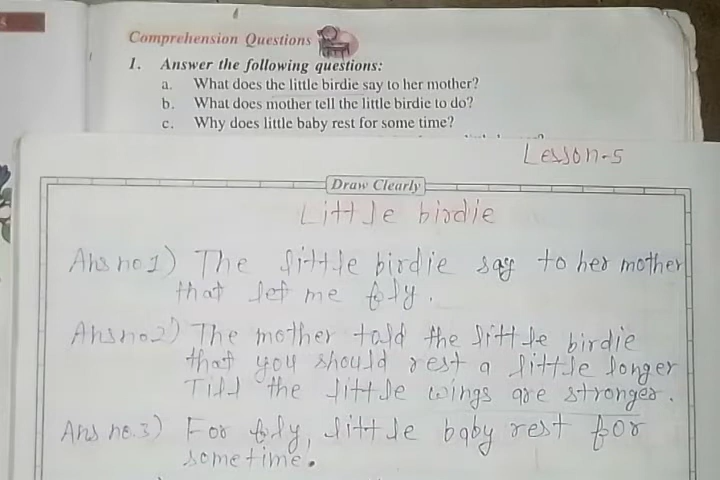 Comprehension Questions
1. Answer the following questions:
a. What does the little birdie say to her mother?
b. What does mother tell the little birdie to do?
c. Why does little baby rest for some time?
Lesson-5
Draw Clearly
Little birdie
Ans no 1) The little birdie say to her mother
that let me fly.
Ans no 2) The mother told the little birdie
that you should rest a little longer
Till the little wings are stronger.
Ans no. 3) For fly, little baby rest for
sometime.